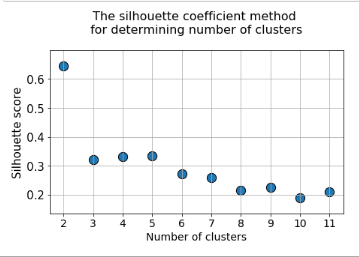 The silhouette coefficient method
for determining number of clusters
Silhouette score
0.6
0.5
0.4
0.3
0.2
2 3 4 5 6 7 8 9 10 11
Number of clusters